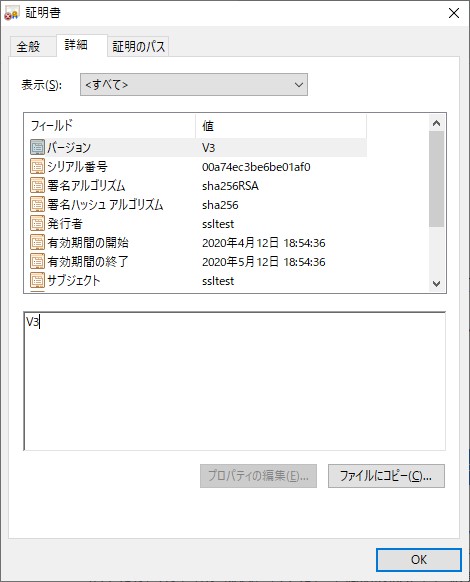 証明書
全般
詳細
証明のパス
表示(S):
<すべて>
フィールド 値
バージョン V3
シリアル番号 00a74ec3be6be01af0
署名アルゴリズム sha256RSA
署名ハッシュ アルゴリズム sha256
発行者 ssltest
有効期間の開始 2020年4月12日 18:54:36
有効期間の終了 2020年5月12日 18:54:36
サブジェクト ssltest
V3
プロパティの編集(E)...
ファイルにコピー(C)...
OK